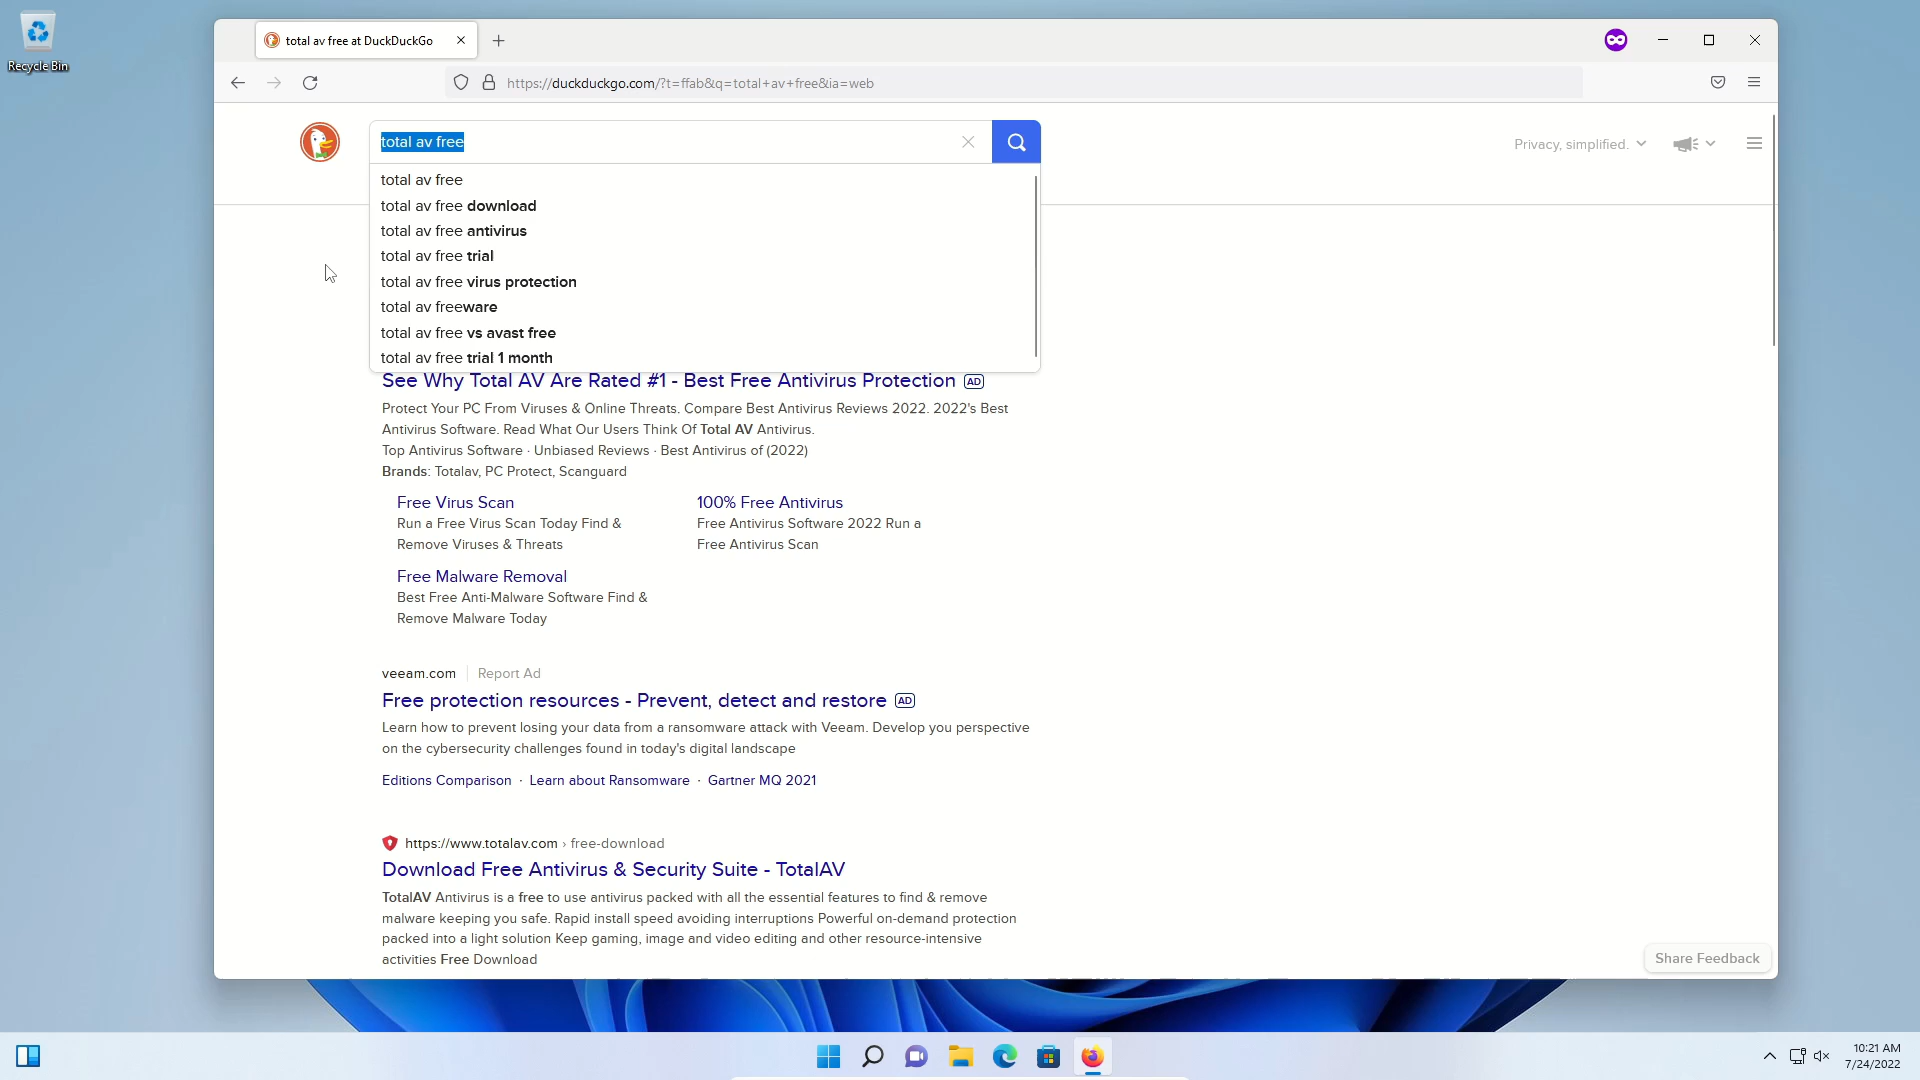 Recycle Bin
total av free at DuckDuckGo
https://duckduckgo.com/?t=ffab&q=total+av+free&ia=web
total av free
Privacy, simplified.
total av free
total av free download
total av free antivirus
total av free trial
total av free virus protection
total av freeware
total av free vs avast free
total av free trial 1 month
See Why Total AV Are Rated #1 - Best Free Antivirus Protection AD
Protect Your PC From Viruses & Online Threats. Compare Best Antivirus Reviews 2022. 2022's Best
Antivirus Software. Read What Our Users Think Of Total AV Antivirus.
Top Antivirus Software · Unbiased Reviews · Best Antivirus of (2022)
Brands: Totalav, PC Protect, Scanguard
Free Virus Scan
Run a Free Virus Scan Today Find &
Remove Viruses & Threats
100% Free Antivirus
Free Antivirus Software 2022 Run a
Free Antivirus Scan
Free Malware Removal
Best Free Anti-Malware Software Find &
Remove Malware Today
veeam.com Report Ad
Free protection resources - Prevent, detect and restore AD
Learn how to prevent losing your data from a ransomware attack with Veeam. Develop you perspective
on the cybersecurity challenges found in today's digital landscape
Editions Comparison · Learn about Ransomware · Gartner MQ 2021
https://www.totalav.com › free-download
Download Free Antivirus & Security Suite - TotalAV
TotalAV Antivirus is a free to use antivirus packed with all the essential features to find & remove
malware keeping you safe. Rapid install speed avoiding interruptions Powerful on-demand protection
packed into a light solution Keep gaming, image and video editing and other resource-intensive
activities Free Download
Share Feedback
10:21 AM
7/24/2022